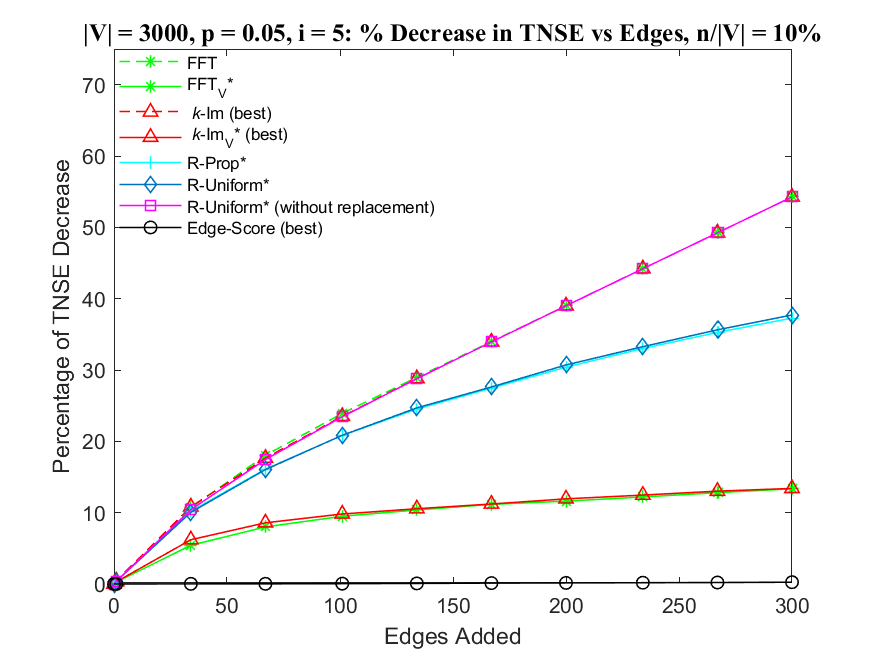 |V| = 3000, p = 0.05, i = 5: % Decrease in TNSE vs Edges, n/|V| = 10%
FFT
FFT_V*
k-Im (best)
k-Im_V* (best)
R-Prop*
R-Uniform*
R-Uniform* (without replacement)
Edge-Score (best)
Percentage of TNSE Decrease
70
60
50
40
30
20
10
0
0 50 100 150 200 250 300
Edges Added